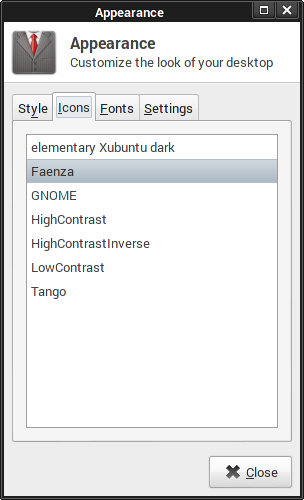 Appearance
Appearance
Customize the look of your desktop
Style Icons Fonts Settings
elementary Xubuntu dark
Faenza
GNOME
HighContrast
HighContrastInverse
LowContrast
Tango
Close